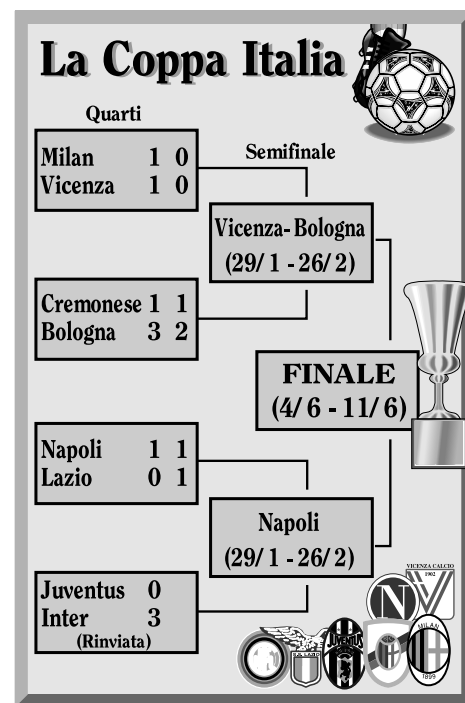 La Coppa Italia
Quarti
Milan 1 0
Vicenza 1 0
Semifinale
Vicenza-Bologna
(29/1 - 26/2)
Cremonese 1 1
Bologna 3 2
FINALE
(4/6 - 11/6)
Napoli 1 1
Lazio 0 1
Napoli
(29/1 - 26/2)
Juventus 0
Inter 3
(Rinviata)
VICENZA CALCIO
1902
N
S.S. LAZIO
JUVENTUS
MILAN
1899